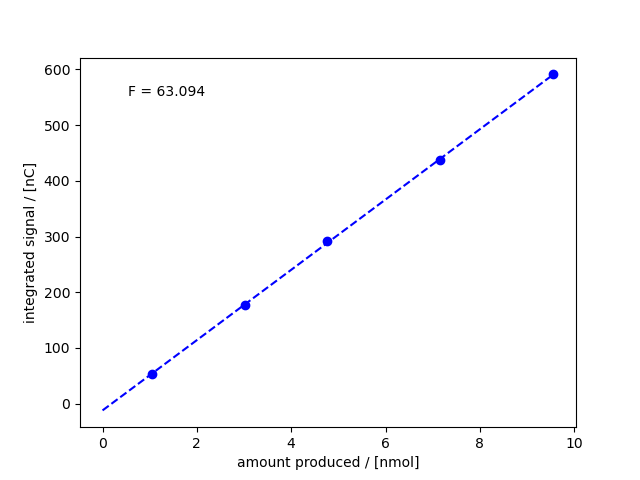 F = 63.094
600
500
400
300
200
100
0
integrated signal / [nC]
0 2 4 6 8 10
amount produced / [nmol]